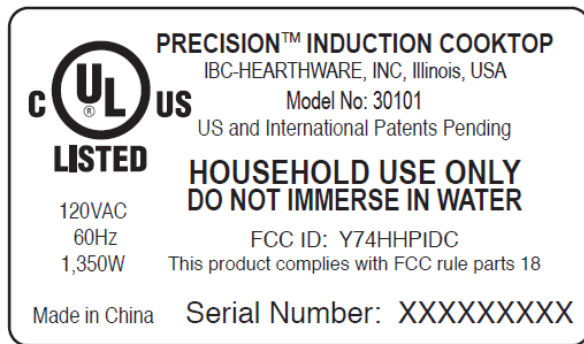 PRECISION™ INDUCTION COOKTOP
IBC-HEARTHWARE, INC, Illinois, USA
Model No: 30101
US and International Patents Pending
C UL ® US
LISTED
HOUSEHOLD USE ONLY
DO NOT IMMERSE IN WATER
120VAC
60Hz
1,350W
FCC ID: Y74HHPIDC
This product complies with FCC rule parts 18
Made in China
Serial Number: XXXXXXXXX